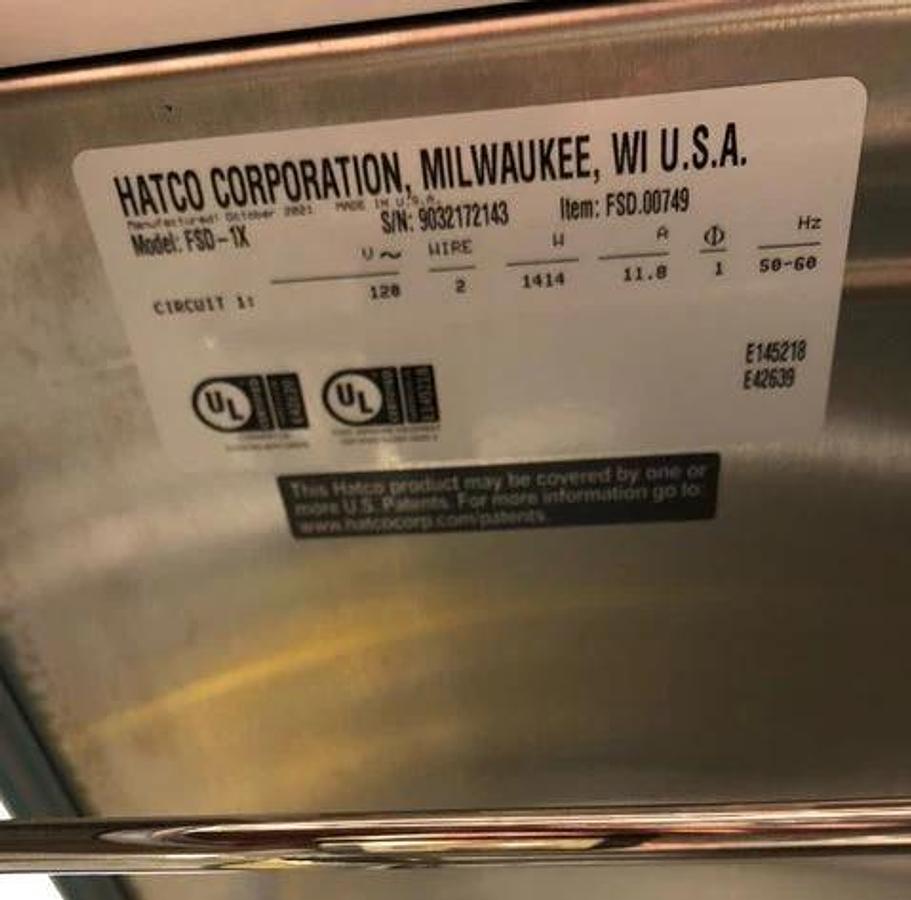 HATCO CORPORATION, MILWAUKEE, WI U.S.A.
Manufactured: October 2021 MADE IN U.S.A.
Model: FSD-1X S/N: 9032172143 Item: FSD.00749
V~ WIRE W A Φ Hz
CIRCUIT 1: 120 2 1414 11.8 1 50-60
E145218
E42639
UL UL
This Hatco product may be covered by one or
more U.S. Patents. For more information go to:
www.hatcocorp.com/patents.